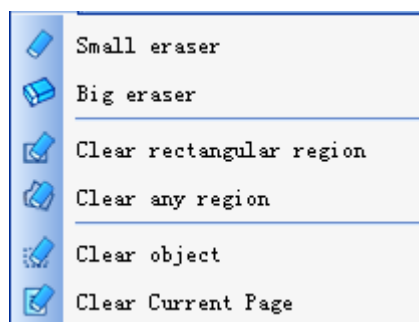 Small eraser
Big eraser
Clear rectangular region
Clear any region
Clear object
Clear Current Page